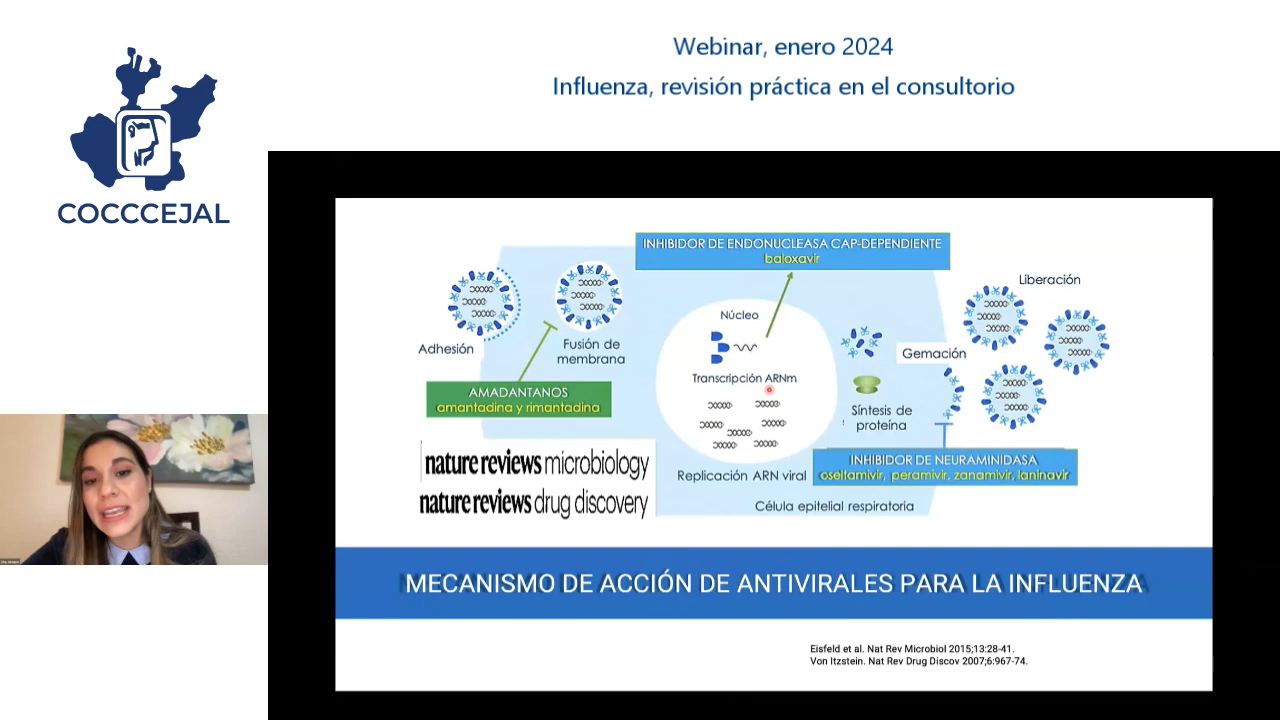 Webinar, enero 2024
Influenza, revisión práctica en el consultorio
COCCCEJAL
INHIBIDOR DE ENDONUCLEASA CAP-DEPENDIENTE
baloxavir
Liberación
Núcleo
Adhesión
Fusión de
membrana
Gemación
Transcripción ARNm
AMADANTANOS
amantadina y rimantadina
Síntesis de
proteína
nature reviews microbiology
nature reviews drug discovery
INHIBIDOR DE NEURAMINIDASA
oseltamivir, peramivir, zanamivir, laninavir
Replicación ARN viral
Célula epitelial respiratoria
MECANISMO DE ACCIÓN DE ANTIVIRALES PARA LA INFLUENZA
Eisfeld et al. Nat Rev Microbiol 2015;13:28-41.
Von Itzstein. Nat Rev Drug Discov 2007;6:967-74.